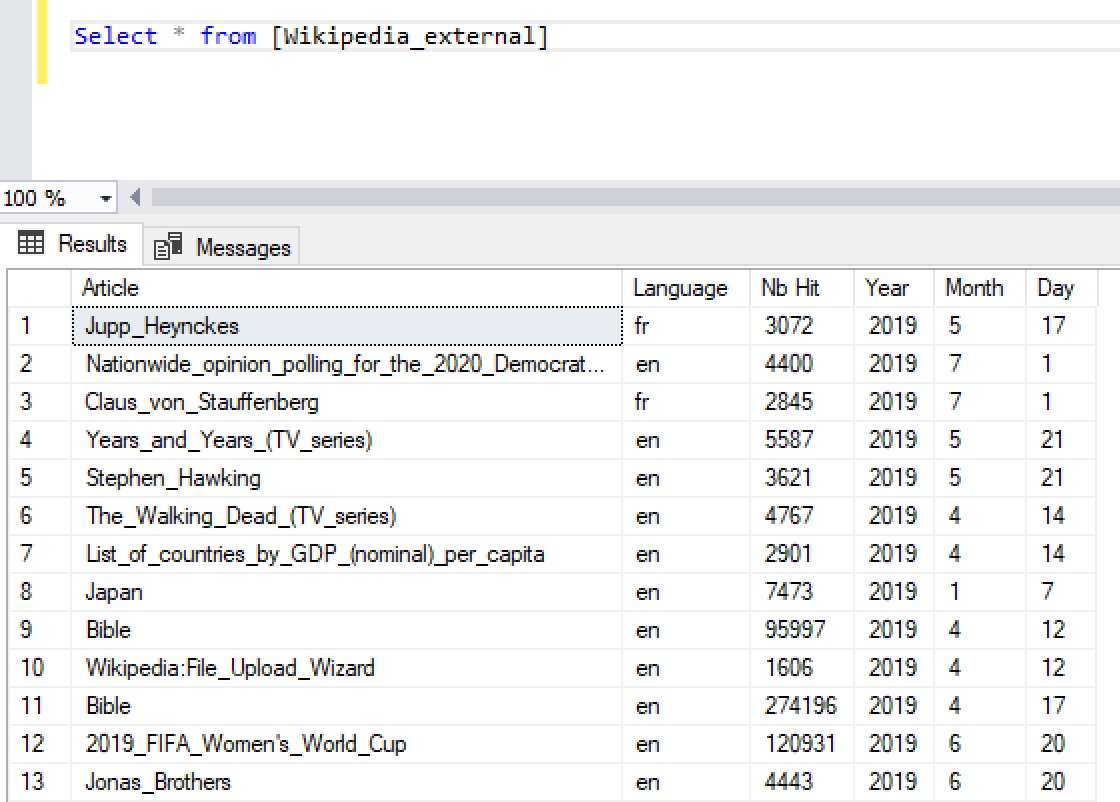 Select * from [Wikipedia_external]
100 %
Results Messages
Article Language Nb Hit Year Month Day
1 Jupp_Heynckes fr 3072 2019 5 17
2 Nationwide_opinion_polling_for_the_2020_Democrat... en 4400 2019 7 1
3 Claus_von_Stauffenberg fr 2845 2019 7 1
4 Years_and_Years_(TV_series) en 5587 2019 5 21
5 Stephen_Hawking en 3621 2019 5 21
6 The_Walking_Dead_(TV_series) en 4767 2019 4 14
7 List_of_countries_by_GDP_(nominal)_per_capita en 2901 2019 4 14
8 Japan en 7473 2019 1 7
9 Bible en 95997 2019 4 12
10 Wikipedia:File_Upload_Wizard en 1606 2019 4 12
11 Bible en 274196 2019 4 17
12 2019_FIFA_Women's_World_Cup en 120931 2019 6 20
13 Jonas_Brothers en 4443 2019 6 20